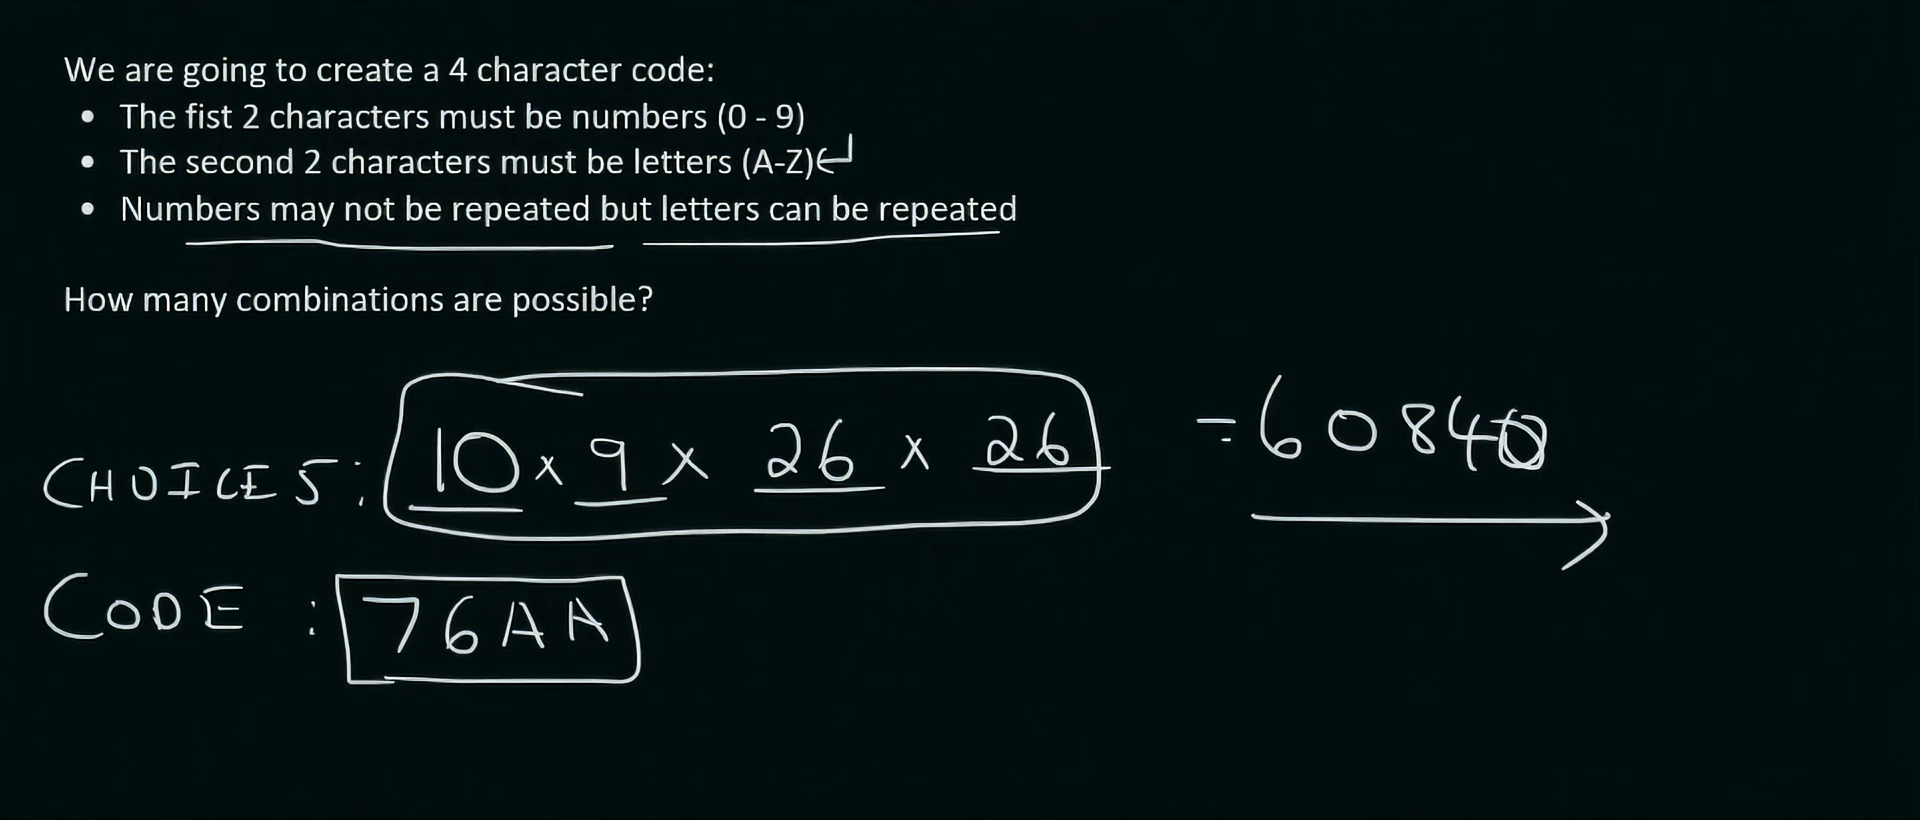 We are going to create a 4 character code:
• The fist 2 characters must be numbers (0 - 9)
• The second 2 characters must be letters (A-Z)
• Numbers may not be repeated but letters can be repeated
How many combinations are possible?
CHOICES: 10 x 9 x 26 x 26 = 60840
CODE : 76AA